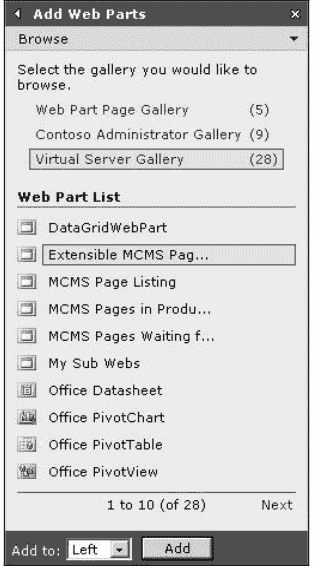 Add Web Parts ×
Browse
Select the gallery you would like to
browse.
Web Part Page Gallery (5)
Contoso Administrator Gallery (9)
Virtual Server Gallery (28)
Web Part List
DataGridWebPart
Extensible MCMS Pag...
MCMS Page Listing
MCMS Pages in Produ...
MCMS Pages Waiting f...
My Sub Webs
Office Datasheet
Office PivotChart
Office PivotTable
Office PivotView
1 to 10 (of 28) Next
Add to: Left Add